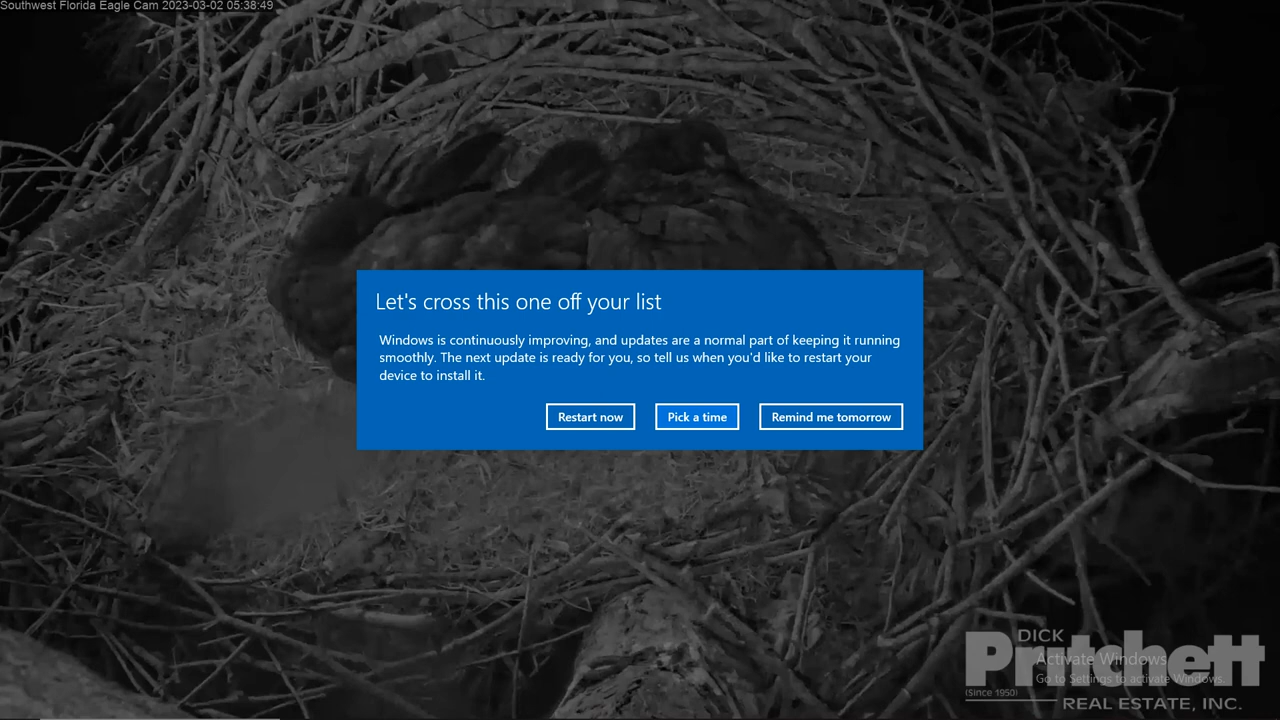 Southwest Florida Eagle Cam 2023-03-02 05:38:49
Let's cross this one off your list
Windows is continuously improving, and updates are a normal part of keeping it running
smoothly. The next update is ready for you, so tell us when you'd like to restart your
device to install it.
Restart now
Pick a time
Remind me tomorrow
DICK
Pritchett
Activate Windows
Go to Settings to activate Windows.
(Since 1950)
REAL ESTATE, INC.